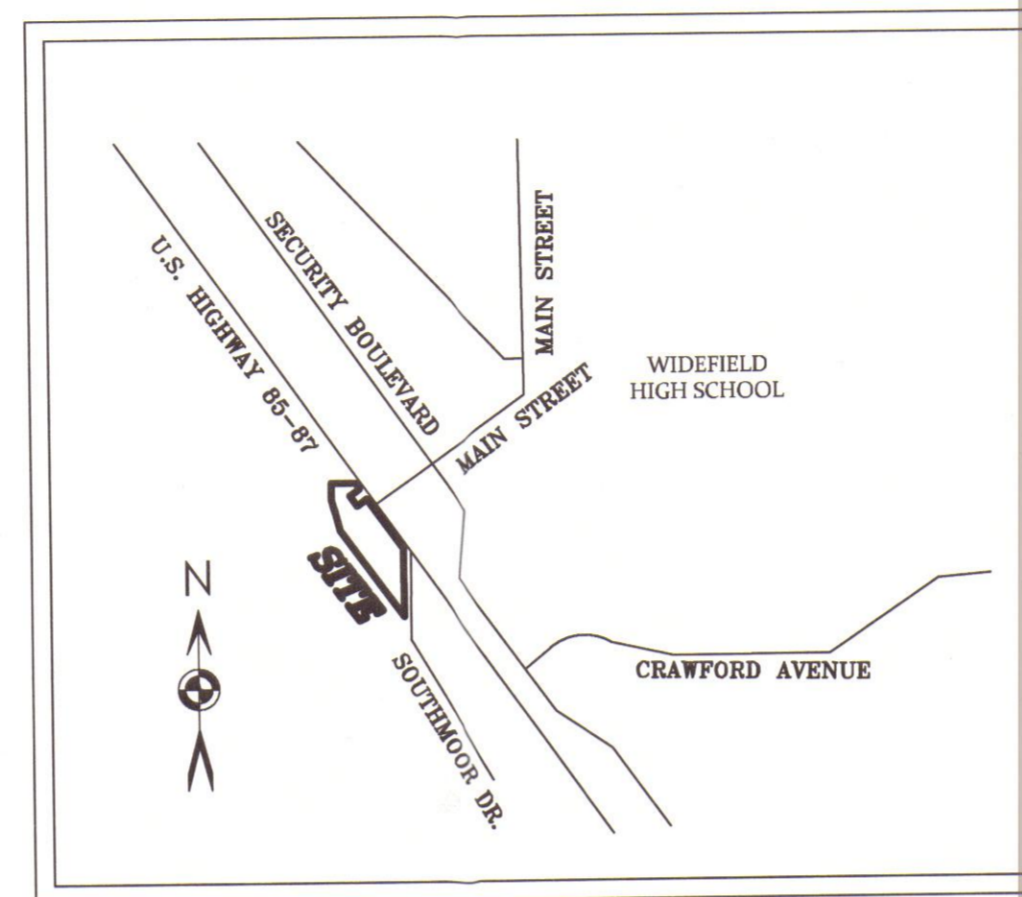 MAIN STREET
SECURITY BOULEVARD
U.S. HIGHWAY 85-87
WIDEFIELD
HIGH SCHOOL
MAIN STREET
SITE
N
CRAWFORD AVENUE
SOUTHMOOR DR.